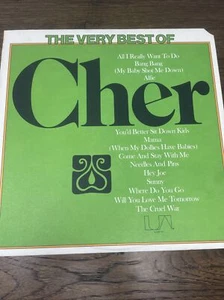 THE VERY BEST OF
All I Really Want To Do
Bang Bang
(My Baby Shot Me Down)
Alfie
Cher
You'd Better Sit Down Kids
Mama
(When My Dollies Have Babies)
Come And Stay With Me
Needles And Pins
Hey Joe
Sunny
Where Do You Go
Will You Love Me Tomorrow
The Cruel War
UA